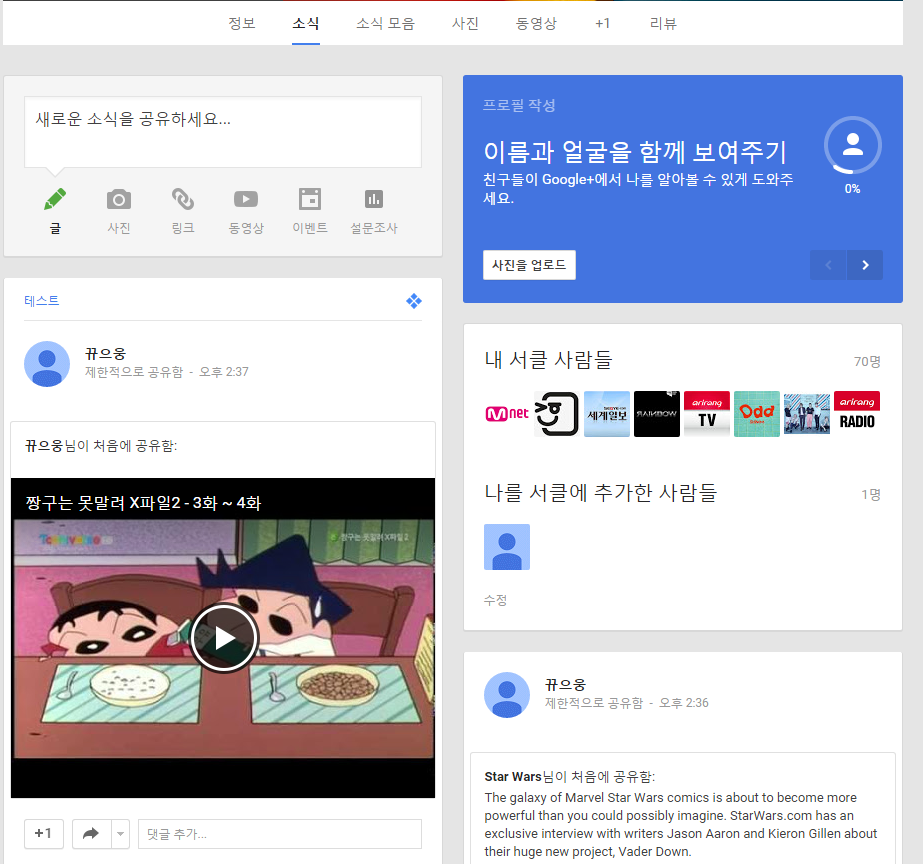 정보 소식 소식 모음 사진 동영상 +1 리뷰
새로운 소식을 공유하세요...
글 사진 링크 동영상 이벤트 설문조사
테스트
뀨으웅
제한적으로 공유함 - 오후 2:37
뀨으웅님이 처음에 공유함:
짱구는 못말려 X파일2 - 3화 ~ 4화
짱구는 못말려 X파일 2
+1
댓글 추가...
프로필 작성
이름과 얼굴을 함께 보여주기
친구들이 Google+에서 나를 알아볼 수 있게 도와주
세요.
0%
사진을 업로드
내 서클 사람들 70명
M net
세계일보
RAINBOW
arirang
TV
Odd
arirang
RADIO
나를 서클에 추가한 사람들 1명
수정
뀨으웅
제한적으로 공유함 - 오후 2:36
Star Wars님이 처음에 공유함:
The galaxy of Marvel Star Wars comics is about to become more
powerful than you could possibly imagine. StarWars.com has an
exclusive interview with writers Jason Aaron and Kieron Gillen about
their huge new project, Vader Down.